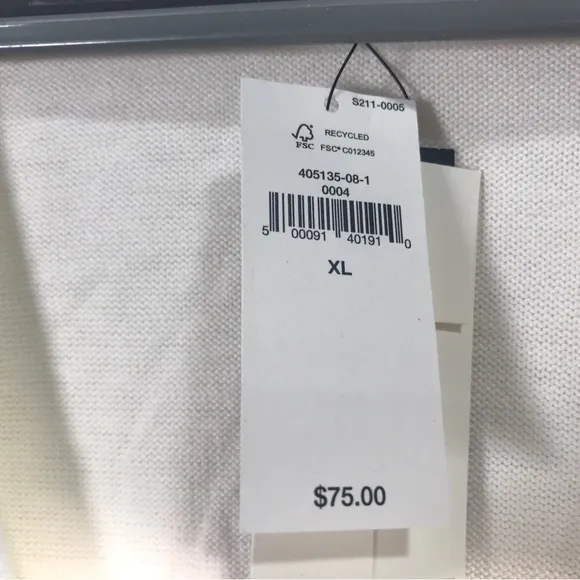 S211-0005
RECYCLED
FSC
FSC® C012345
405135-08-1
0004
5 00091 40191 0
XL
$75.00